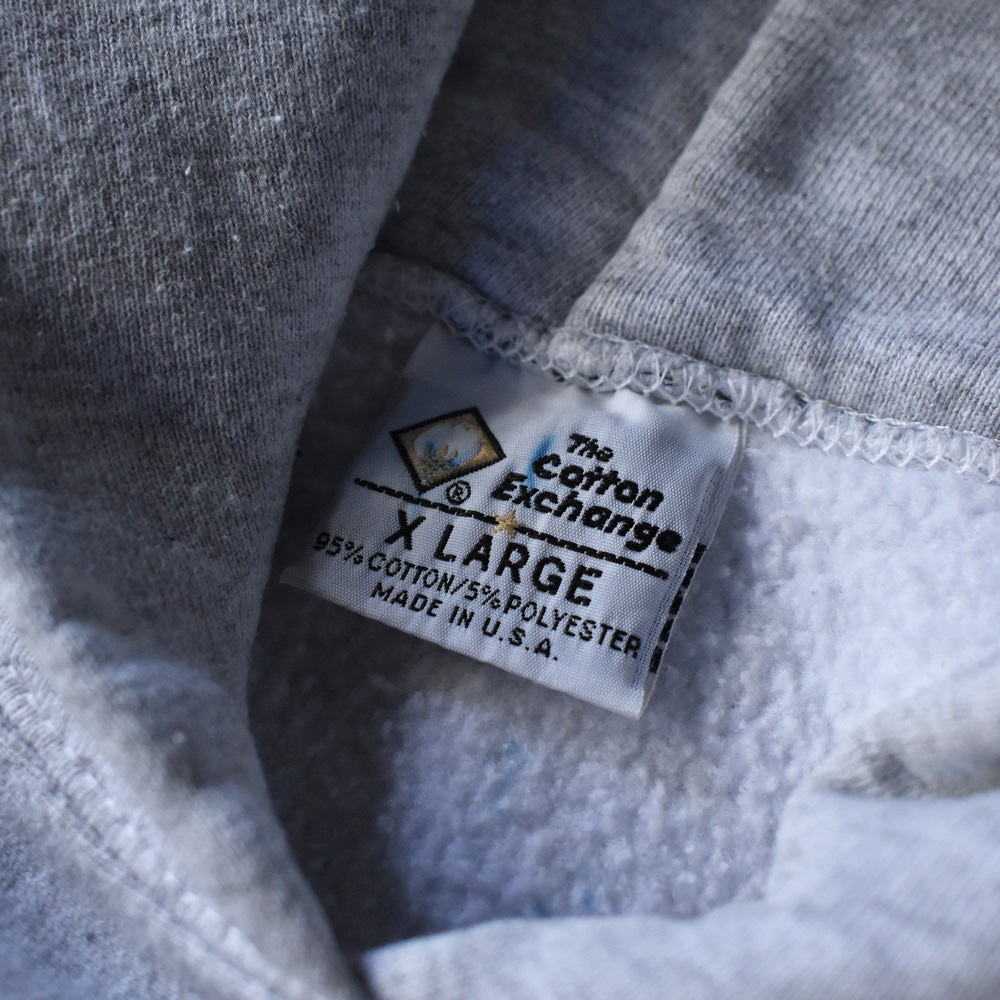 The
Cotton
Exchange
®
X LARGE
95% COTTON/5% POLYESTER
MADE IN U.S.A.